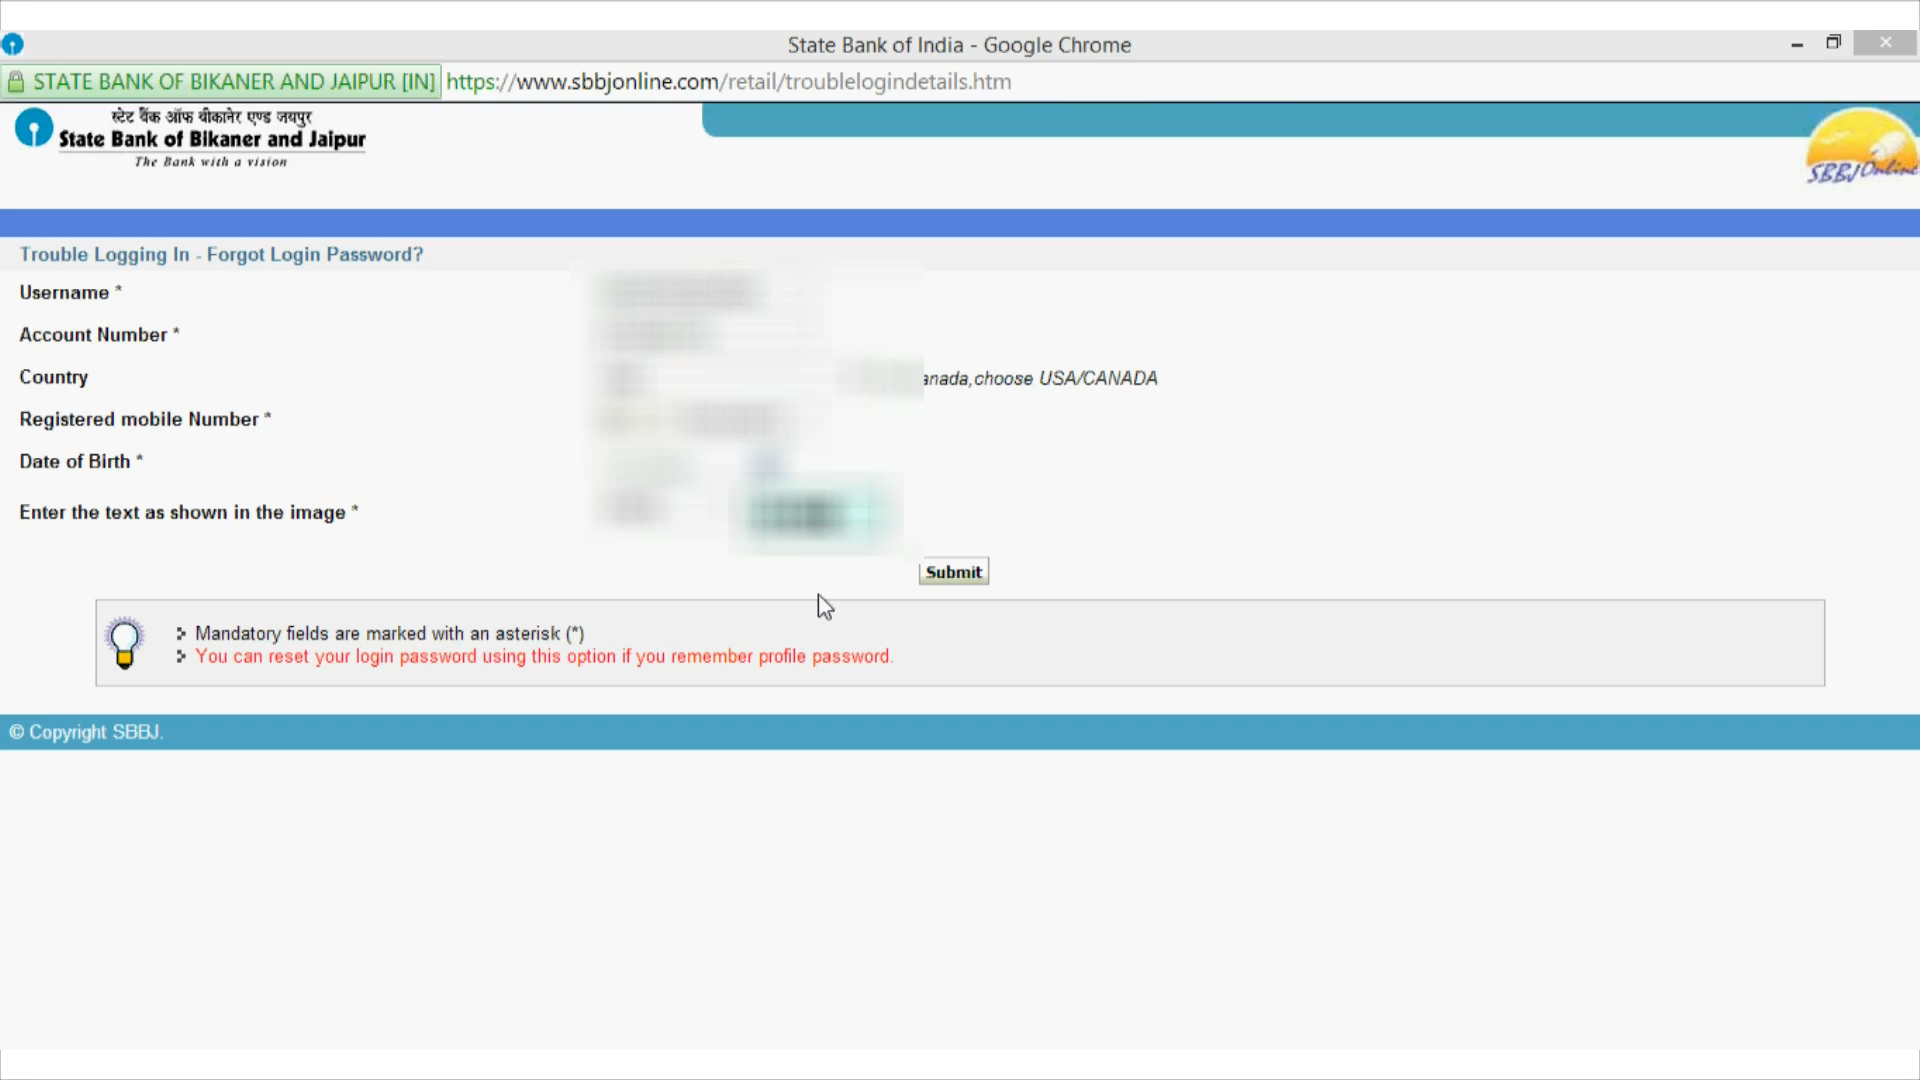 State Bank of India - Google Chrome
STATE BANK OF BIKANER AND JAIPUR [IN] https://www.sbbjonline.com/retail/troublelogindetails.htm
स्टेट बैंक ऑफ बीकानेर एण्ड जयपुर
State Bank of Bikaner and Jaipur
The Bank with a vision
SBBJOnline
Trouble Logging In - Forgot Login Password?
Username *
Account Number *
Country
anada,choose USA/CANADA
Registered mobile Number *
Date of Birth *
Enter the text as shown in the image *
Submit
Mandatory fields are marked with an asterisk (*)
You can reset your login password using this option if you remember profile password.
© Copyright SBBJ.